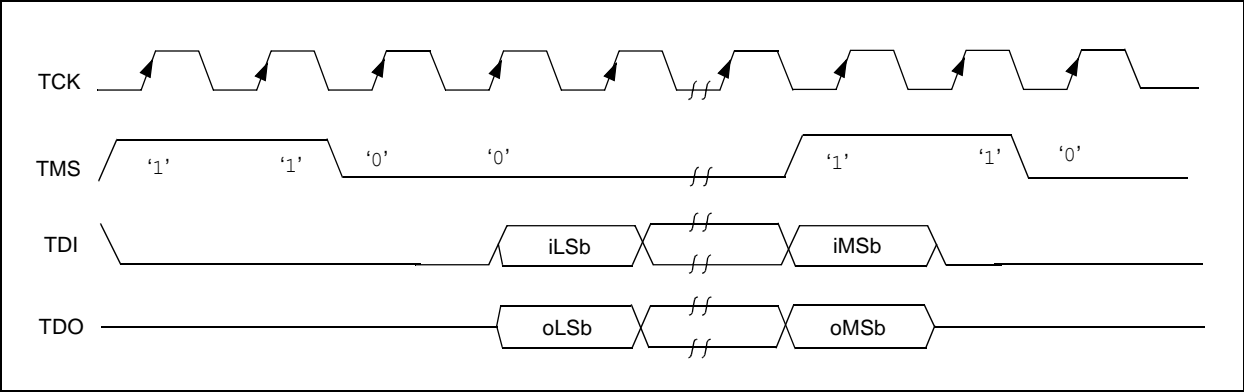 TCK
TMS ‘1’ ‘1’ ‘0’ ‘0’ ‘1’ ‘1’ ‘0’
TDI iLSb iMSb
TDO oLSb oMSb